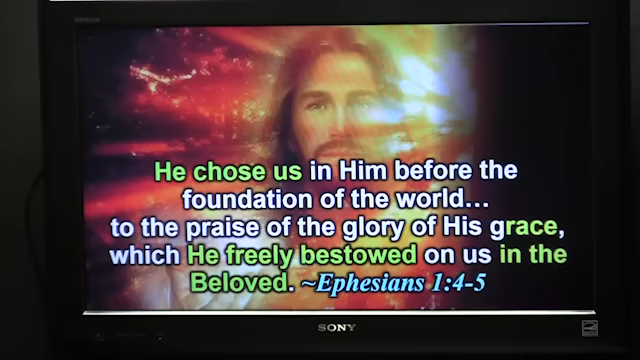 BRAVIA
He chose us in Him before the
foundation of the world...
to the praise of the glory of His grace,
which He freely bestowed on us in the
Beloved. ~Ephesians 1:4-5
SONY